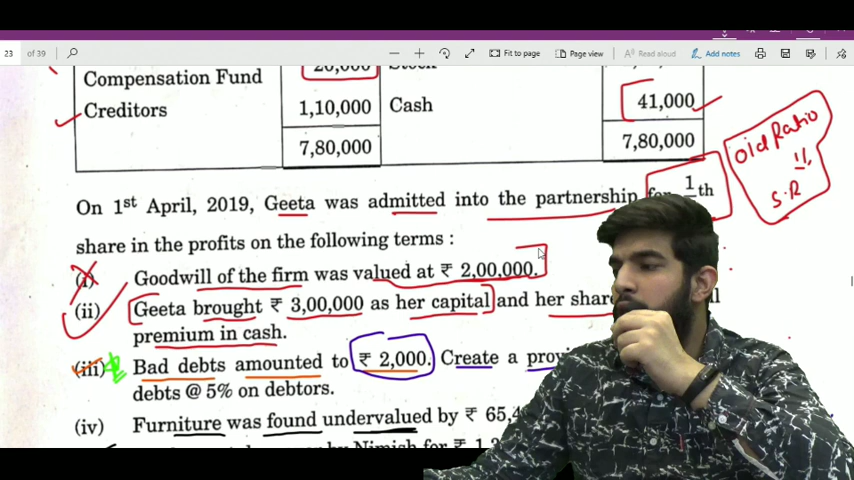 23 of 39
Fit to page
Page view
Read aloud
Add notes
20,000
Compensation Fund
Creditors 1,10,000 Cash 41,000
7,80,000 7,80,000
Old Ratio
S.R
On 1st April, 2019, Geeta was admitted into the partnership for 1 th
share in the profits on the following terms :
(i) Goodwill of the firm was valued at ₹ 2,00,000.
(ii) Geeta brought ₹ 3,00,000 as her capital and her share
premium in cash.
(iii) Bad debts amounted to ₹ 2,000. Create a
debts @ 5% on debtors.
(iv) Furniture was found undervalued by ₹
by Nimish for ₹